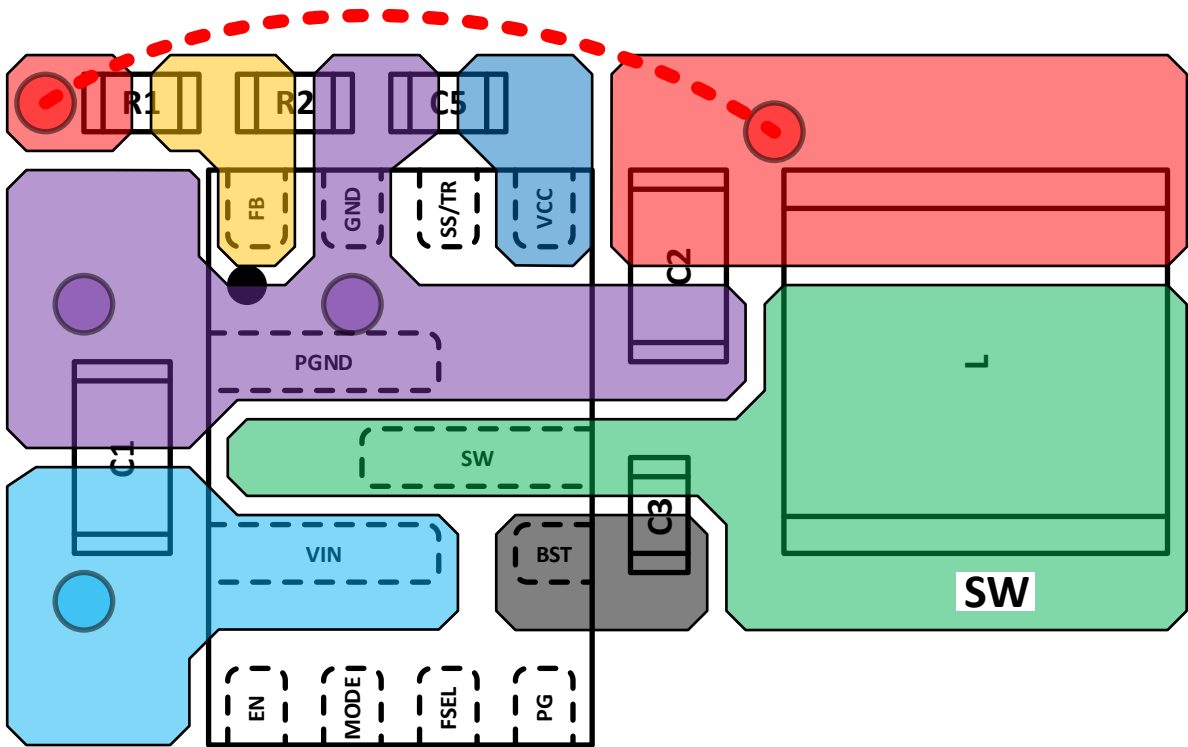 R1
R2
C5
FB
GND
SS/TR
VCC
C2
PGND
L
C1
SW
C3
VIN
BST
SW
EN
MODE
FSEL
PG